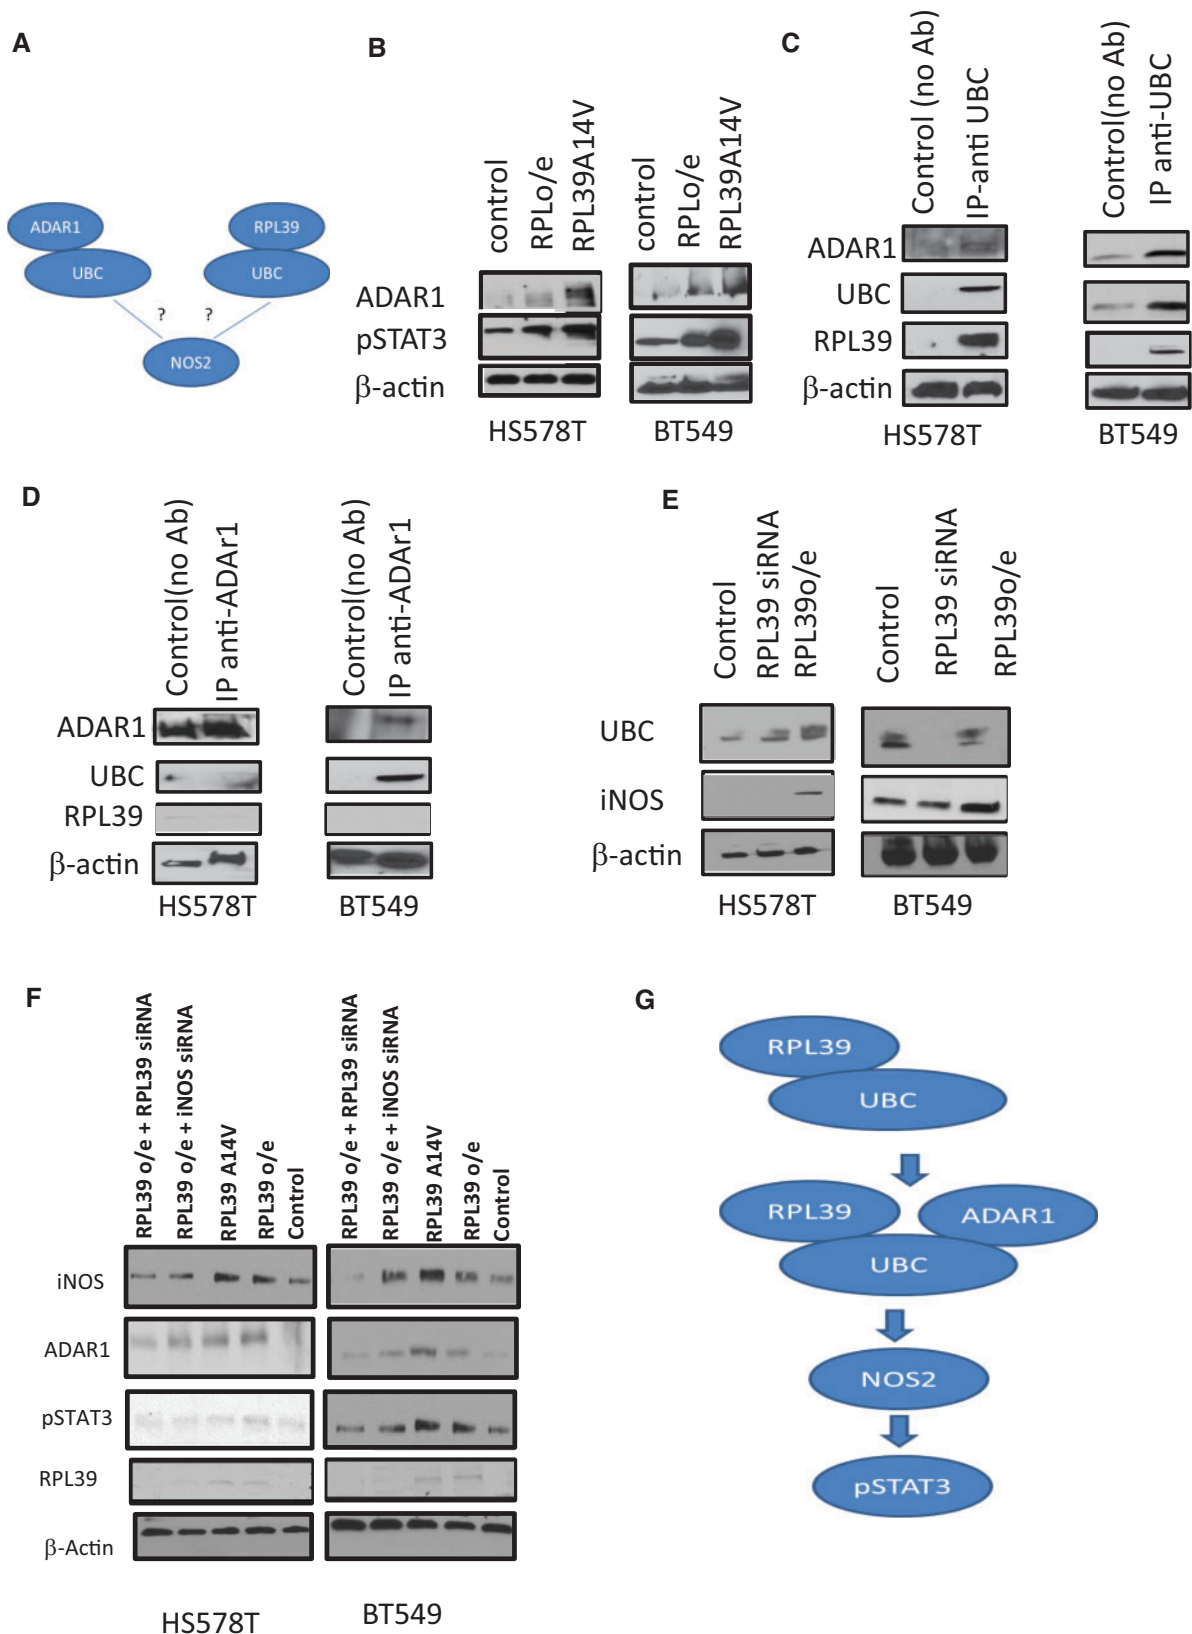 A
ADAR1
RPL39
UBC
UBC
?
?
NOS2
B
control
RPLo/e
RPL39A14V
control
RPLo/e
RPL39A14V
ADAR1
pSTAT3
β-actin
HS578T
BT549
C
Control (no Ab)
IP-anti UBC
Control(no Ab)
IP anti-UBC
ADAR1
UBC
RPL39
β-actin
HS578T
BT549
D
Control(no Ab)
IP anti-ADAr1
Control(no Ab)
IP anti-ADAr1
ADAR1
UBC
RPL39
β-actin
HS578T
BT549
E
Control
RPL39 siRNA
RPL39o/e
Control
RPL39 siRNA
RPL39o/e
UBC
iNOS
β-actin
HS578T
BT549
F
RPL39 o/e + RPL39 siRNA
RPL39 o/e + iNOS siRNA
RPL39 A14V
RPL39 o/e
Control
RPL39 o/e + RPL39 siRNA
RPL39 o/e + iNOS siRNA
RPL39 A14V
RPL39 o/e
Control
iNOS
ADAR1
pSTAT3
RPL39
β-Actin
HS578T
BT549
G
RPL39
UBC
RPL39
ADAR1
UBC
NOS2
pSTAT3